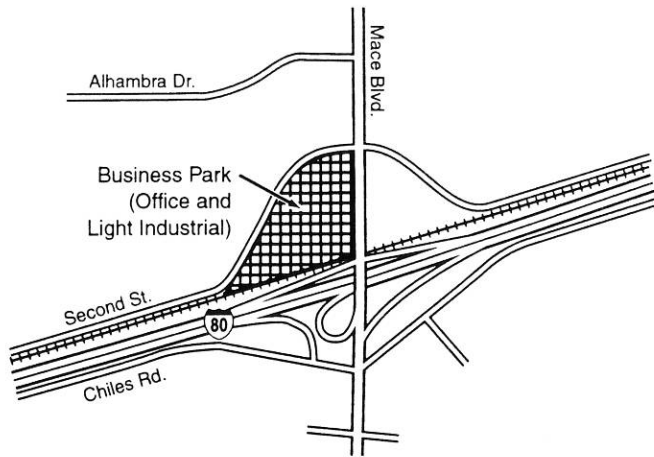 Alhambra Dr.
Mace Blvd.
Business Park
(Office and
Light Industrial)
Second St.
80
Chiles Rd.